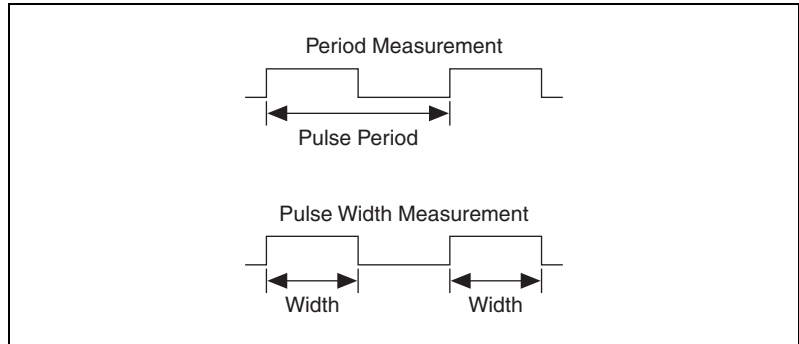 Period Measurement
Pulse Period
Pulse Width Measurement
Width Width